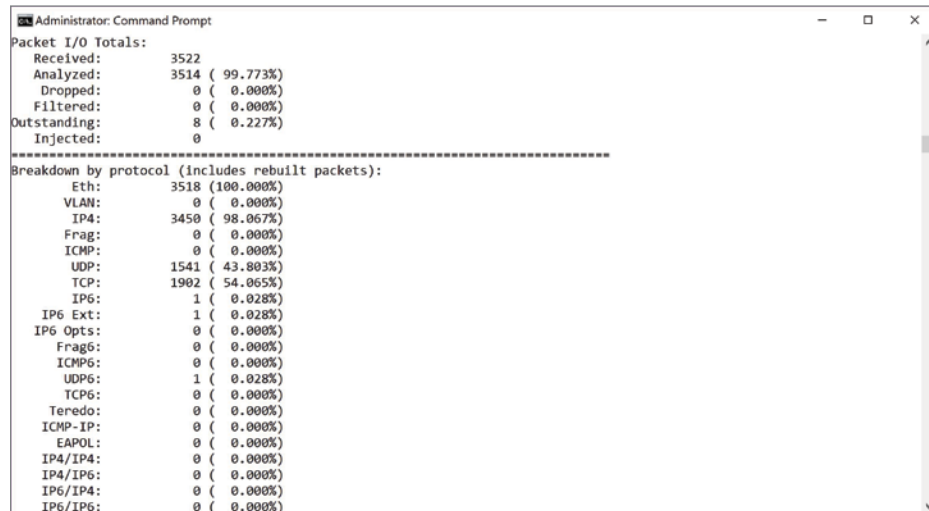 Administrator: Command Prompt
Packet I/O Totals:
Received: 3522
Analyzed: 3514 ( 99.773%)
Dropped: 0 ( 0.000%)
Filtered: 0 ( 0.000%)
Outstanding: 8 ( 0.227%)
Injected: 0
================================================================================
Breakdown by protocol (includes rebuilt packets):
Eth: 3518 (100.000%)
VLAN: 0 ( 0.000%)
IP4: 3450 ( 98.067%)
Frag: 0 ( 0.000%)
ICMP: 0 ( 0.000%)
UDP: 1541 ( 43.803%)
TCP: 1902 ( 54.065%)
IP6: 1 ( 0.028%)
IP6 Ext: 1 ( 0.028%)
IP6 Opts: 0 ( 0.000%)
Frag6: 0 ( 0.000%)
ICMP6: 0 ( 0.000%)
UDP6: 1 ( 0.028%)
TCP6: 0 ( 0.000%)
Teredo: 0 ( 0.000%)
ICMP-IP: 0 ( 0.000%)
EAPOL: 0 ( 0.000%)
IP4/IP4: 0 ( 0.000%)
IP4/IP6: 0 ( 0.000%)
IP6/IP4: 0 ( 0.000%)
IP6/IP6: 0 ( 0.000%)